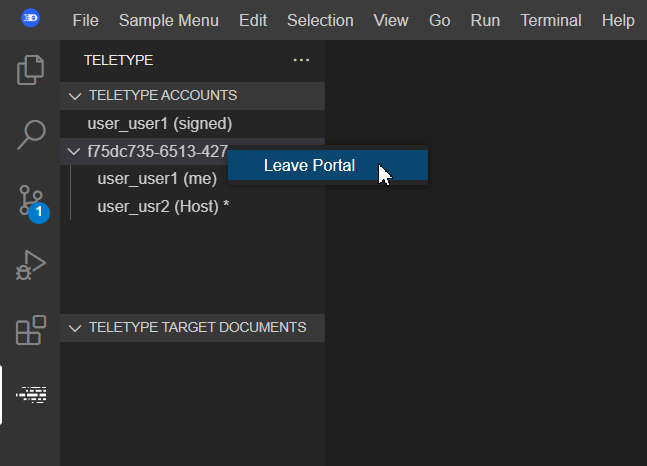 File Sample Menu Edit Selection View Go Run Terminal Help
TELETYPE ...
TELETYPE ACCOUNTS
user_user1 (signed)
f75dc735-6513-427
Leave Portal
user_user1 (me)
user_usr2 (Host) *
1
TELETYPE TARGET DOCUMENTS